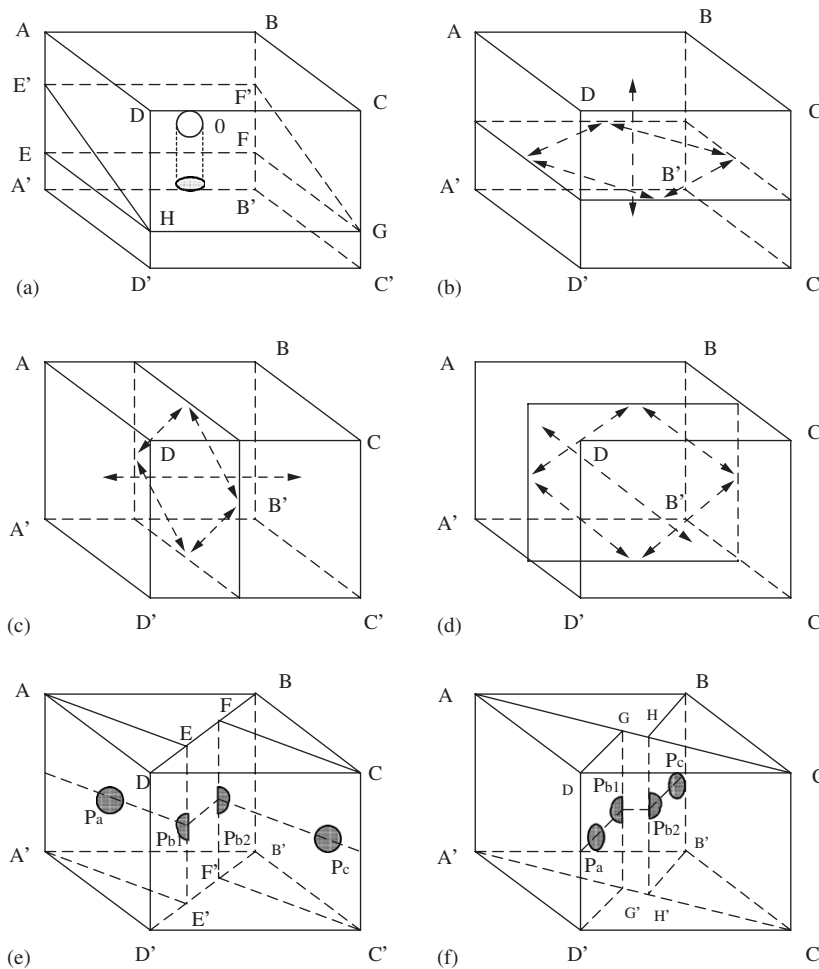 A B
E' F'
D C
0
E F
A' B'
H G
(a) D' C'
A B
D C
A' B'
(b) D' C
A B
D C
A' B'
(c) D' C'
A B
D C
A' B'
(d) D' C
A B
E F
D C
Pa Pb1 Pb2 Pc
A' B'
F'
E'
(e) D' C'
A B
G H
D Pc C
Pb1 Pb2
Pa
A' B'
G' H'
(f) D' C